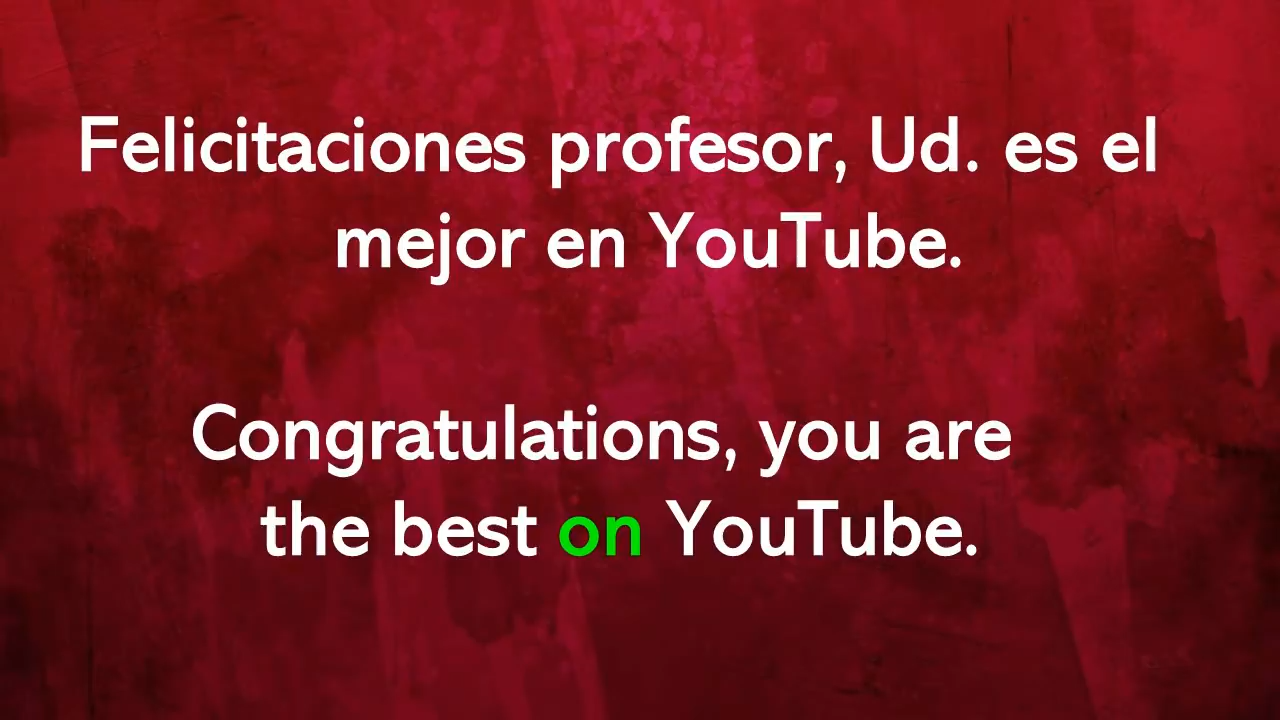 Felicitaciones profesor, Ud. es el
mejor en YouTube.
Congratulations, you are
the best on YouTube.